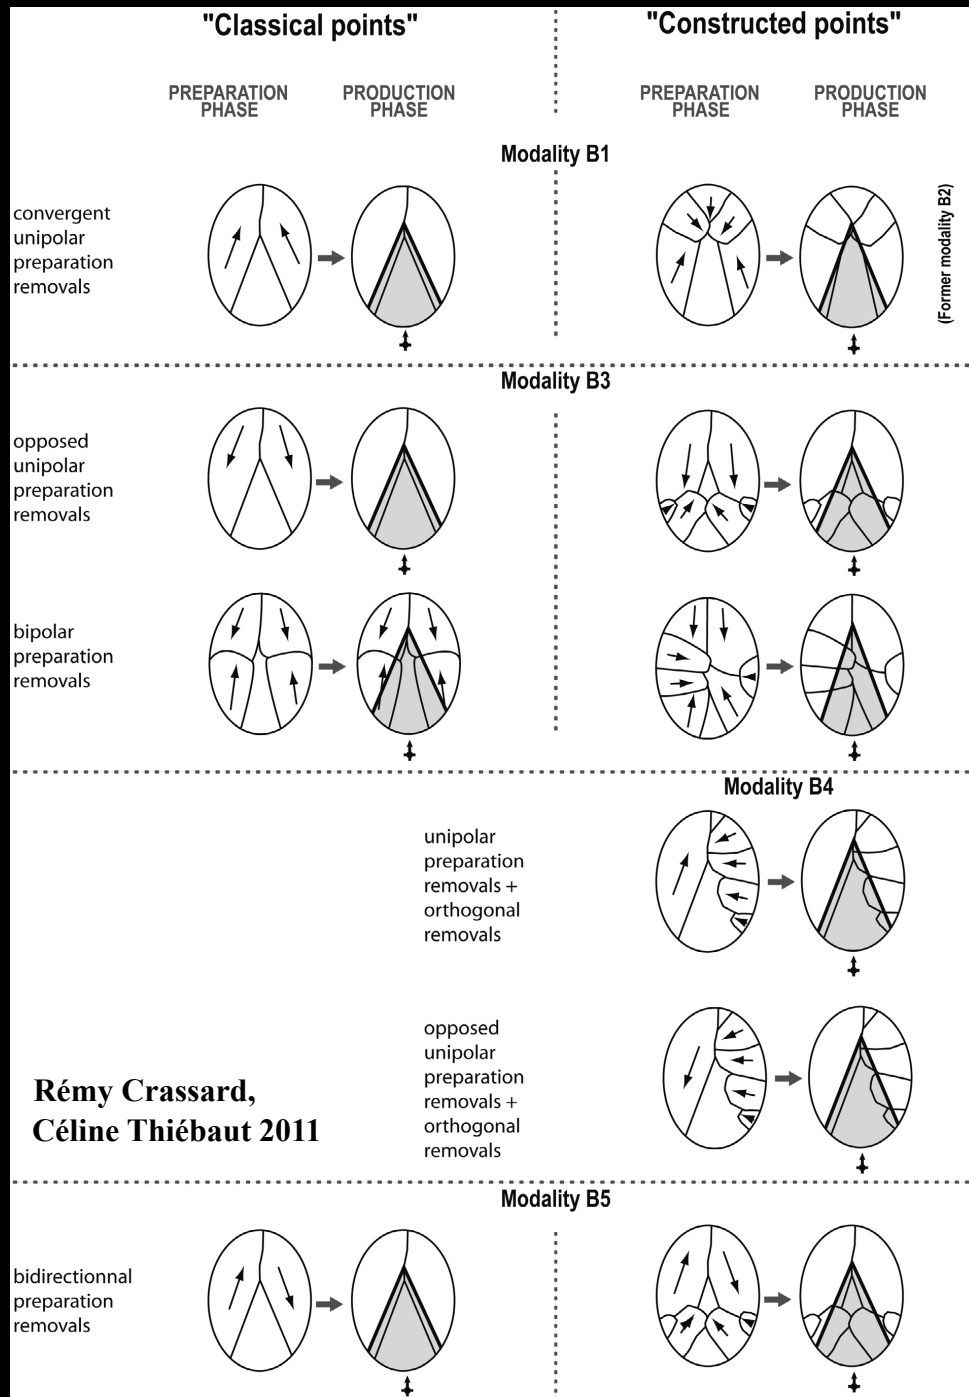 "Classical points"
"Constructed points"
PREPARATION
PHASE
PRODUCTION
PHASE
PREPARATION
PHASE
PRODUCTION
PHASE
Modality B1
convergent
unipolar
preparation
removals
(Former modality B2)
Modality B3
opposed
unipolar
preparation
removals
bipolar
preparation
removals
Modality B4
unipolar
preparation
removals +
orthogonal
removals
opposed
unipolar
preparation
removals +
orthogonal
removals
Rémy Crassard,
Céline Thiébaut 2011
Modality B5
bidirectionnal
preparation
removals